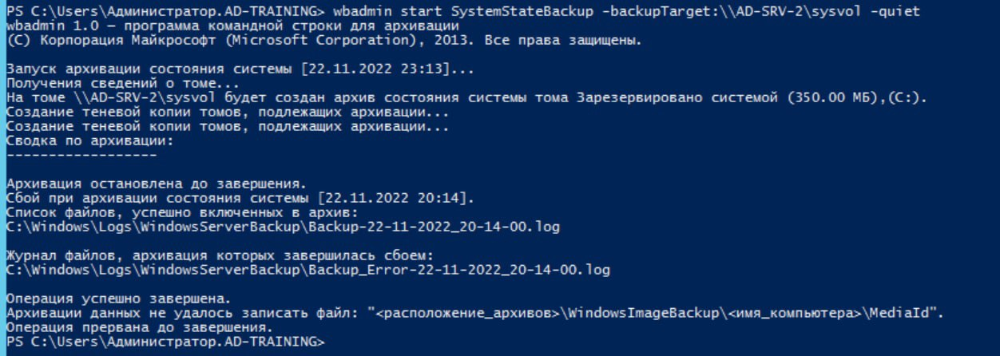 PS C:\Users\Администратор.AD-TRAINING> wbadmin start SystemStateBackup -backupTarget:\\AD-SRV-2\sysvol -quiet
wbadmin 1.0 — программа командной строки для архивации
(C) Корпорация Майкрософт (Microsoft Corporation), 2013. Все права защищены.
Запуск архивации состояния системы [22.11.2022 23:13]...
Получения сведений о томе...
На томе \\AD-SRV-2\sysvol будет создан архив состояния системы тома Зарезервировано системой (350.00 МБ),(C:).
Создание теневой копии томов, подлежащих архивации...
Создание теневой копии томов, подлежащих архивации...
Сводка по архивации:
------------------
Архивация остановлена до завершения.
Сбой при архивации состояния системы [22.11.2022 20:14].
Список файлов, успешно включенных в архив:
C:\Windows\Logs\WindowsServerBackup\Backup-22-11-2022_20-14-00.log
Журнал файлов, архивация которых завершилась сбоем:
C:\Windows\Logs\WindowsServerBackup\Backup_Error-22-11-2022_20-14-00.log
Операция успешно завершена.
Архивации данных не удалось записать файл: "<расположение_архивов>\WindowsImageBackup\<имя_компьютера>\MediaId".
Операция прервана до завершения.
PS C:\Users\Администратор.AD-TRAINING>